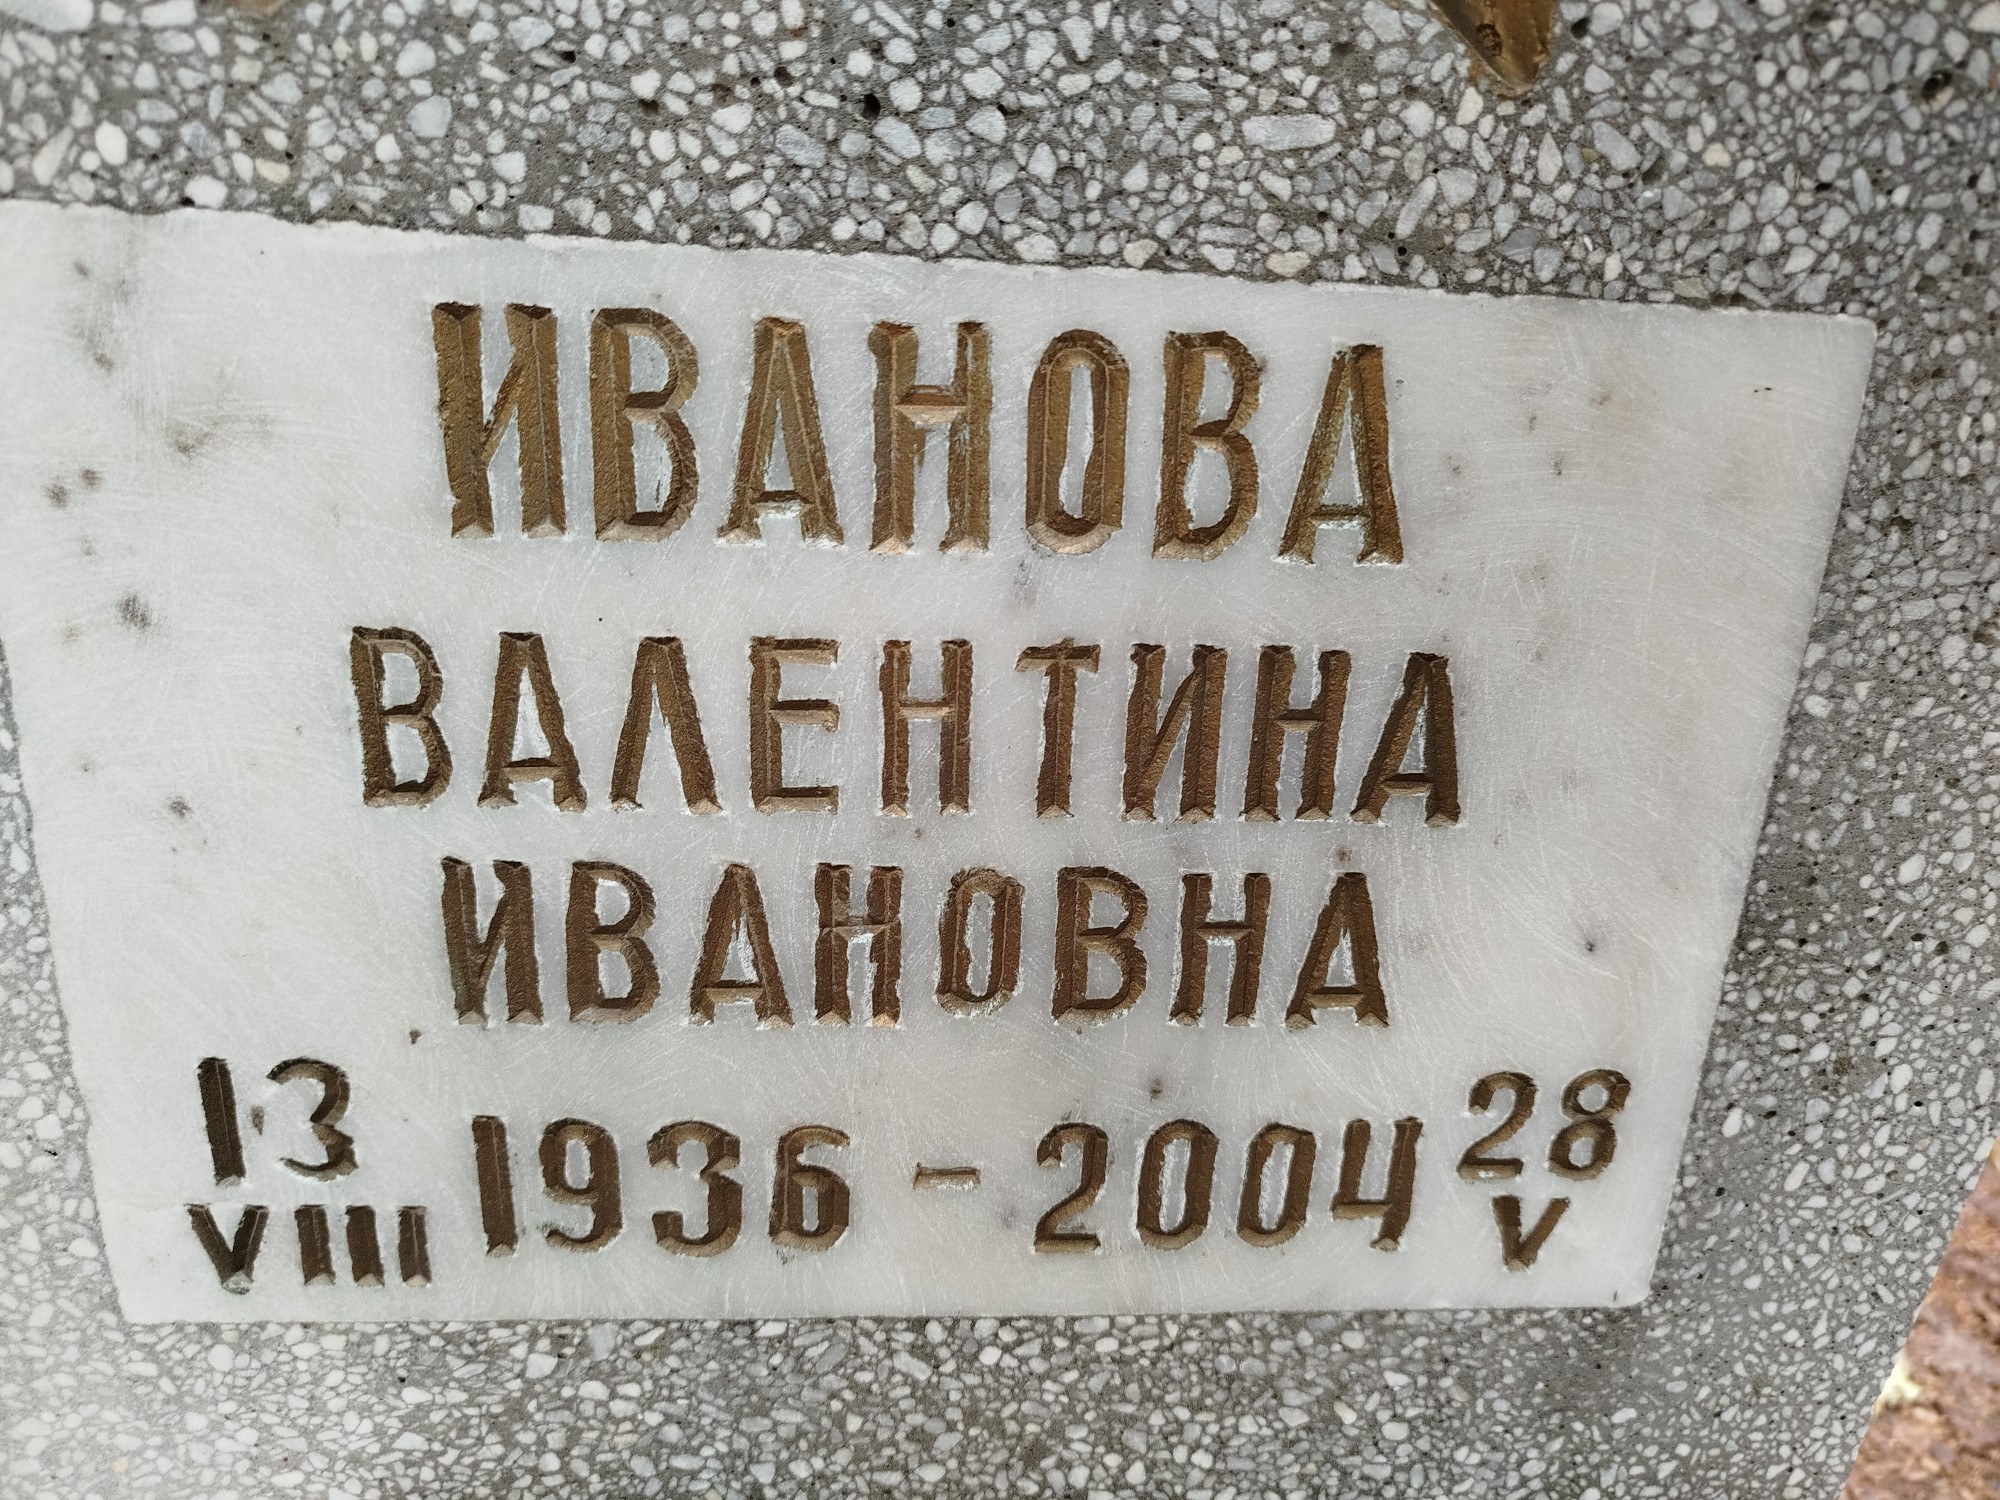 ИВАНОВА
ВАЛЕНТИНА
ИВАНОВНА
13 VIII 1936 - 2004 28 V